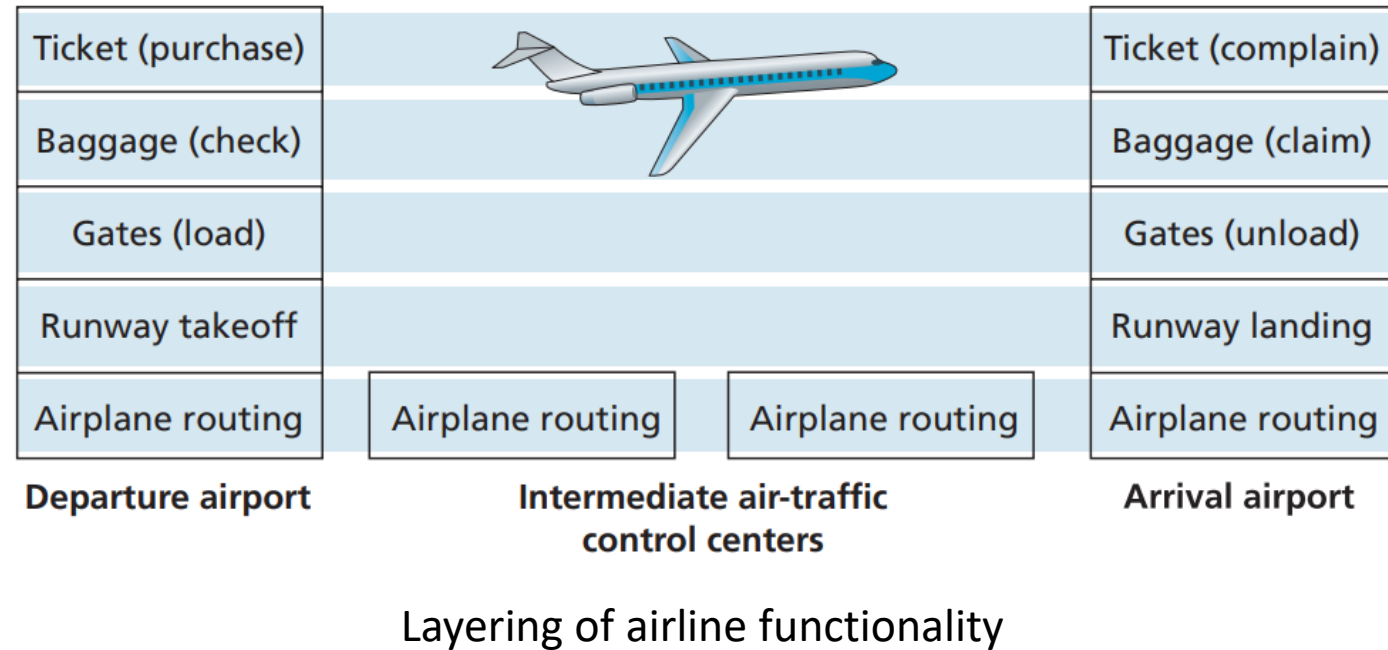 Ticket (purchase)
Ticket (complain)
Baggage (check)
Baggage (claim)
Gates (load)
Gates (unload)
Runway takeoff
Runway landing
Airplane routing
Airplane routing
Airplane routing
Airplane routing
Departure airport
Intermediate air-traffic
control centers
Arrival airport
Layering of airline functionality